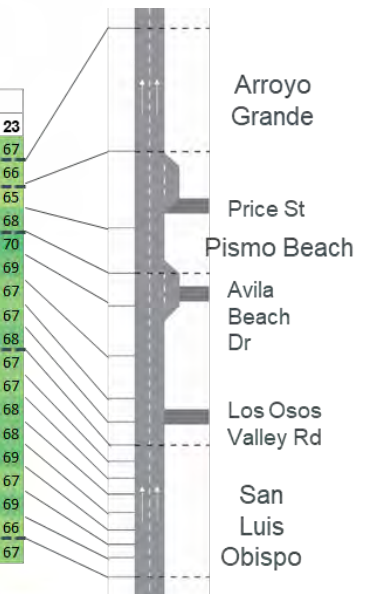 23
67
66
65
68
70
69
67
67
68
67
67
68
68
69
67
69
66
67
Arroyo
Grande
Price St
Pismo Beach
Avila
Beach
Dr
Los Osos
Valley Rd
San
Luis
Obispo